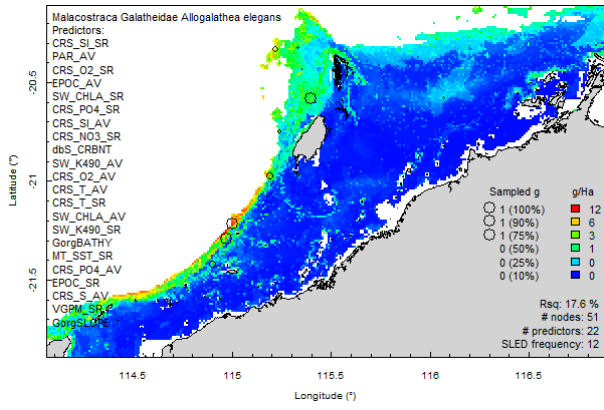 Malacostraca Galatheidae Allogalathea elegans
Predictors:
CRS_SI_SR
PAR_AV
CRS_O2_SR
EPOC_AV
SW_CHLA_SR
CRS_PO4_SR
CRS_SI_AV
CRS_NO3_SR
dbS_CRBNT
SW_K490_AV
CRS_O2_AV
CRS_T_AV
CRS_T_SR
SW_CHLA_AV
SW_K490_SR
GorgBATHY
MT_SST_SR
CRS_PO4_AV
EPOC_SR
CRS_S_AV
VGPM_SR
GorgSLOPE
Latitude (°)
-20.5
-21
-21.5
Sampled g g/Ha
1 (100%) 12
1 (90%) 6
1 (75%) 3
0 (50%) 1
0 (25%) 0
0 (10%) 0
Rsq: 17.6 %
# nodes: 51
# predictors: 22
SLED frequency: 12
114.5 115 115.5 116 116.5
Longitude (°)